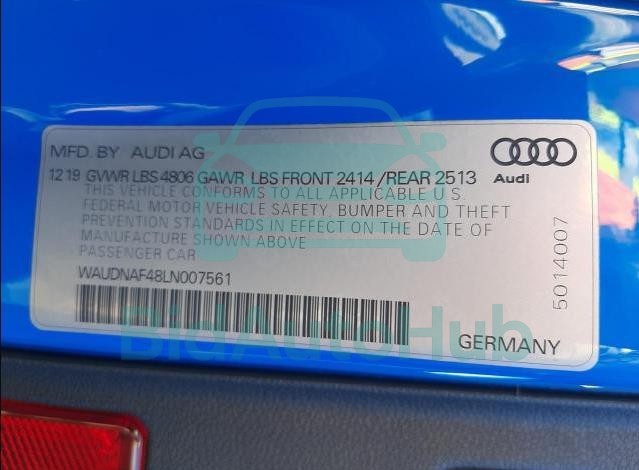 MFD. BY AUDI AG
12 19 GVWR LBS 4806 GAWR LBS FRONT 2414 /REAR 2513
THIS VEHICLE CONFORMS TO ALL APPLICABLE U.S.
FEDERAL MOTOR VEHICLE SAFETY, BUMPER AND THEFT
PREVENTION STANDARDS IN EFFECT ON THE DATE OF
MANUFACTURE SHOWN ABOVE
PASSENGER CAR
WAUDNAF48LN007561
Audi
5014007
GERMANY
BidAutoHub